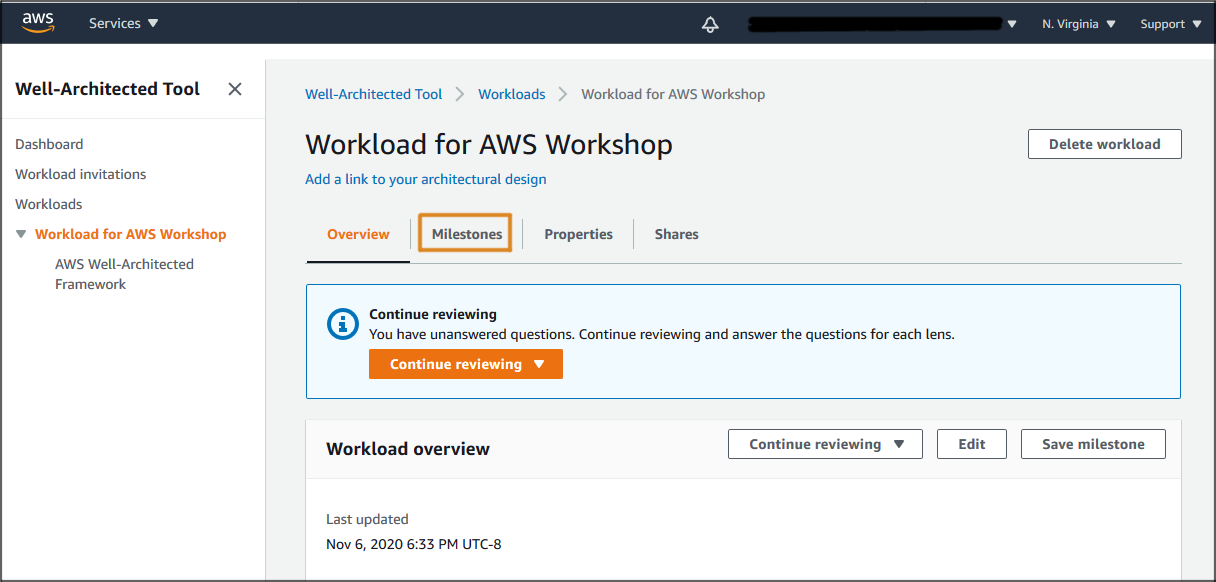 aws
Services
N. Virginia
Support
Well-Architected Tool
Dashboard
Workload invitations
Workloads
Workload for AWS Workshop
AWS Well-Architected
Framework
Well-Architected Tool
Workloads
Workload for AWS Workshop
Workload for AWS Workshop
Delete workload
Add a link to your architectural design
Overview
Milestones
Properties
Shares
Continue reviewing
You have unanswered questions. Continue reviewing and answer the questions for each lens.
Continue reviewing
Workload overview
Continue reviewing
Edit
Save milestone
Last updated
Nov 6, 2020 6:33 PM UTC-8